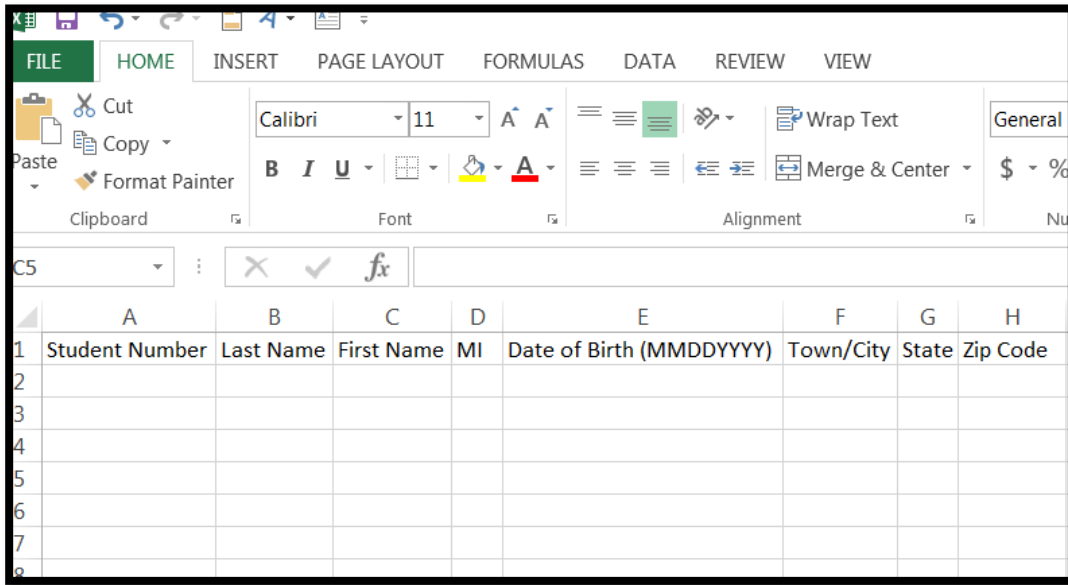 FILE HOME INSERT PAGE LAYOUT FORMULAS DATA REVIEW VIEW
Cut
Calibri 11 A A Wrap Text General
Copy
Paste
B I U A Merge & Center $ %
Format Painter
Clipboard Font Alignment Nu
C5 fx
A B C D E F G H
1 Student Number Last Name First Name MI Date of Birth (MMDDYYYY) Town/City State Zip Code
2
3
4
5
6
7
8